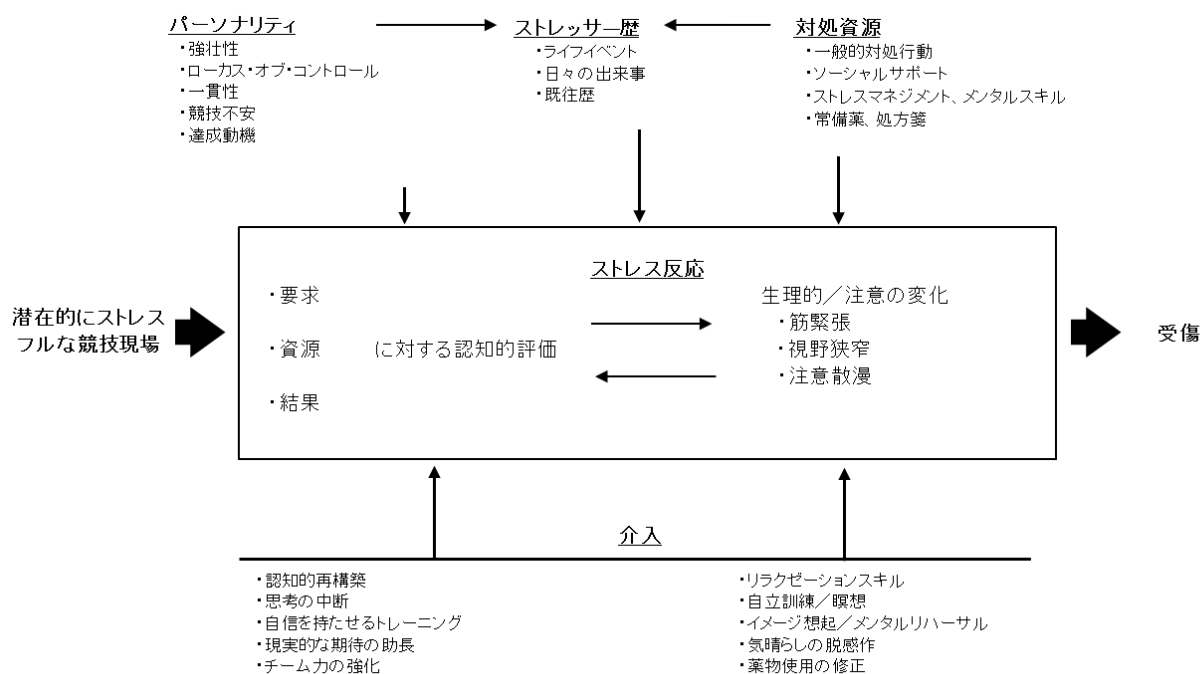 パーソナリティ
・強壮性
・ローカス・オブ・コントロール
・一貫性
・競技不安
・達成動機
ストレッサー歴
・ライフイベント
・日々の出来事
・既往歴
対処資源
・一般的対処行動
・ソーシャルサポート
・ストレスマネジメント、メンタルスキル
・常備薬、処方箋
潜在的にストレス
フルな競技現場
ストレス反応
・要求
・資源 に対する認知的評価
・結果
生理的／注意の変化
・筋緊張
・視野狭窄
・注意散漫
受傷
介入
・認知的再構築
・思考の中断
・自信を持たせるトレーニング
・現実的な期待の助長
・チーム力の強化
・リラクゼーションスキル
・自立訓練／瞑想
・イメージ想起／メンタルリハーサル
・気晴らしの脱感作
・薬物使用の修正